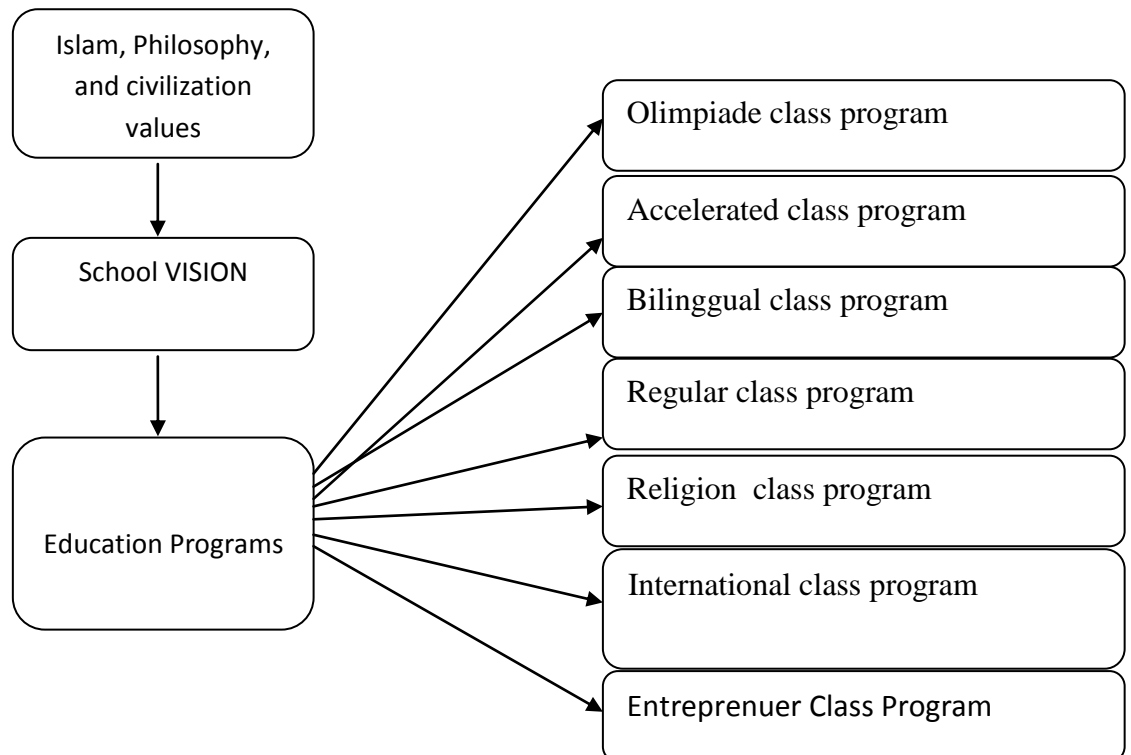 Islam, Philosophy,
and civilization
values
School VISION
Education Programs
Olimpiade class program
Accelerated class program
Bilinggual class program
Regular class program
Religion  class program
International class program
Entreprenuer Class Program